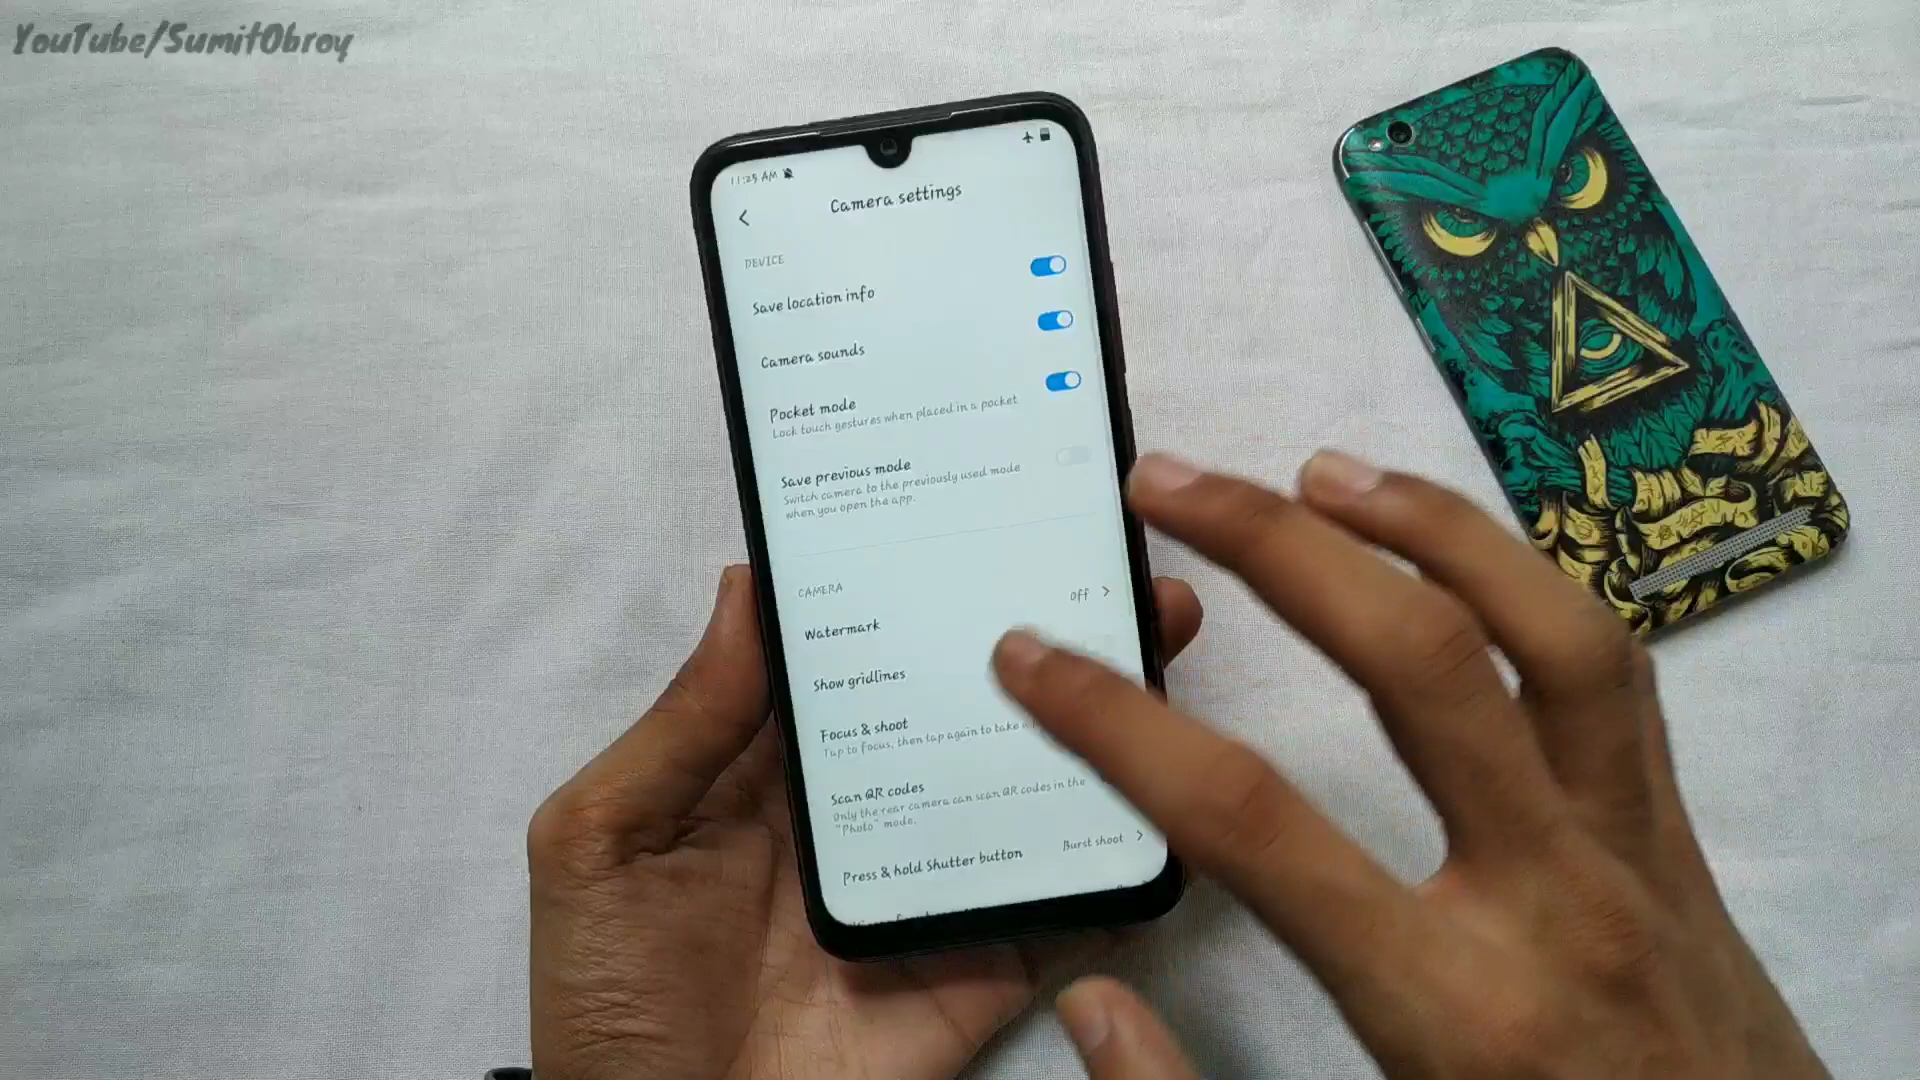 YouTube/SumitObroy
11:25 AM
Camera settings
DEVICE
Save location info
Camera sounds
Pocket mode
Lock touch gestures when placed in a pocket
Save previous mode
Switch camera to the previously used mode
when you open the app.
CAMERA
Watermark
Off
Show gridlines
Focus & shoot
Tap to focus, then tap again to take
Scan QR codes
Only the rear camera can scan QR codes in the
"Photo" mode.
Press & hold Shutter button
Burst shoot